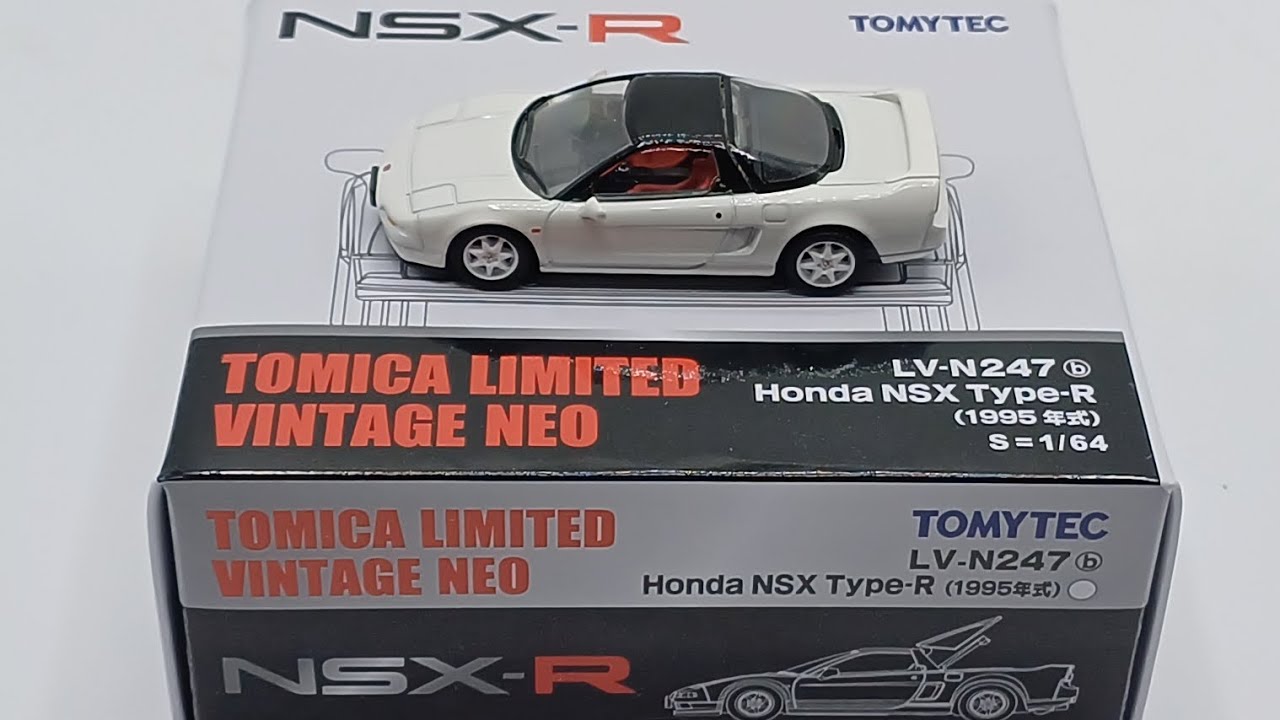 NSX-R
TOMYTEC
TOMICA LIMITED
VINTAGE NEO
LV-N247ⓑ
Honda NSX Type-R
(1995年式)
S=1/64
TOMICA LIMITED
VINTAGE NEO
TOMYTEC
LV-N247ⓑ
Honda NSX Type-R (1995年式)
NSX-R